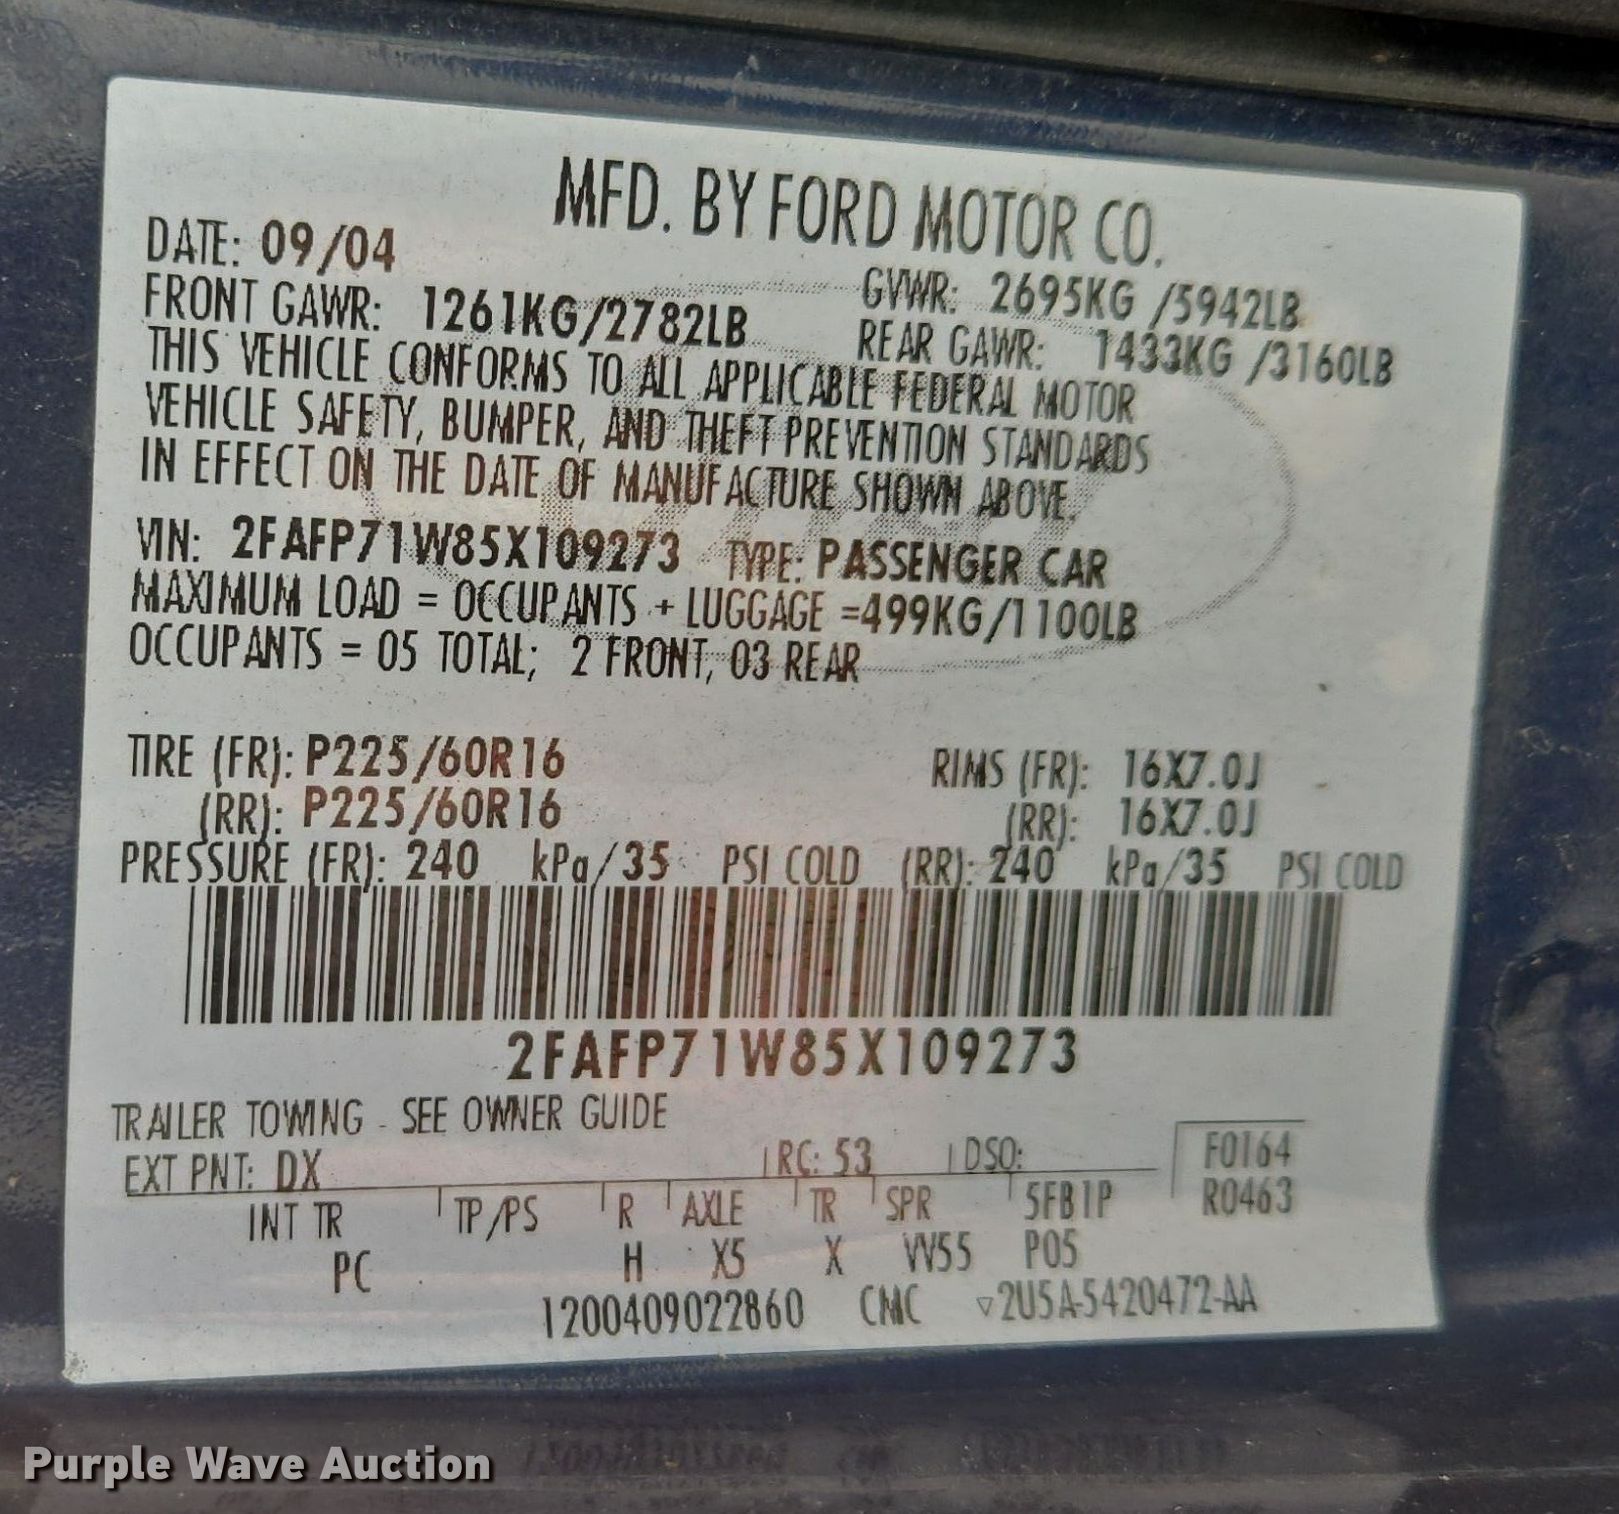 MFD. BY FORD MOTOR CO.
DATE: 09/04
GVWR: 2695KG /5942LB
FRONT GAWR: 1261KG/2782LB
REAR GAWR: 1433KG /3160LB
THIS VEHICLE CONFORMS TO ALL APPLICABLE FEDERAL MOTOR
VEHICLE SAFETY, BUMPER, AND THEFT PREVENTION STANDARDS
IN EFFECT ON THE DATE OF MANUFACTURE SHOWN ABOVE.
VIN: 2FAFP71W85X109273 TYPE: PASSENGER CAR
MAXIMUM LOAD = OCCUPANTS + LUGGAGE =499KG/1100LB
OCCUPANTS = 05 TOTAL; 2 FRONT, 03 REAR
TIRE (FR): P225/60R16 RIMS (FR): 16X7.0J
(RR): P225/60R16 (RR): 16X7.0J
PRESSURE (FR): 240 kPa/35 PSI COLD (RR): 240 kPa/35 PSI COLD
2FAFP71W85X109273
TRAILER TOWING - SEE OWNER GUIDE
EXT PNT: DX RC: 53 DSO: F0164
INT TR TP/PS R AXLE TR SPR 5FB1P R0463
PC H X5 X VV55 P05
1200409022860 CMC ▽2U5A-5420472-AA
Purple Wave Auction